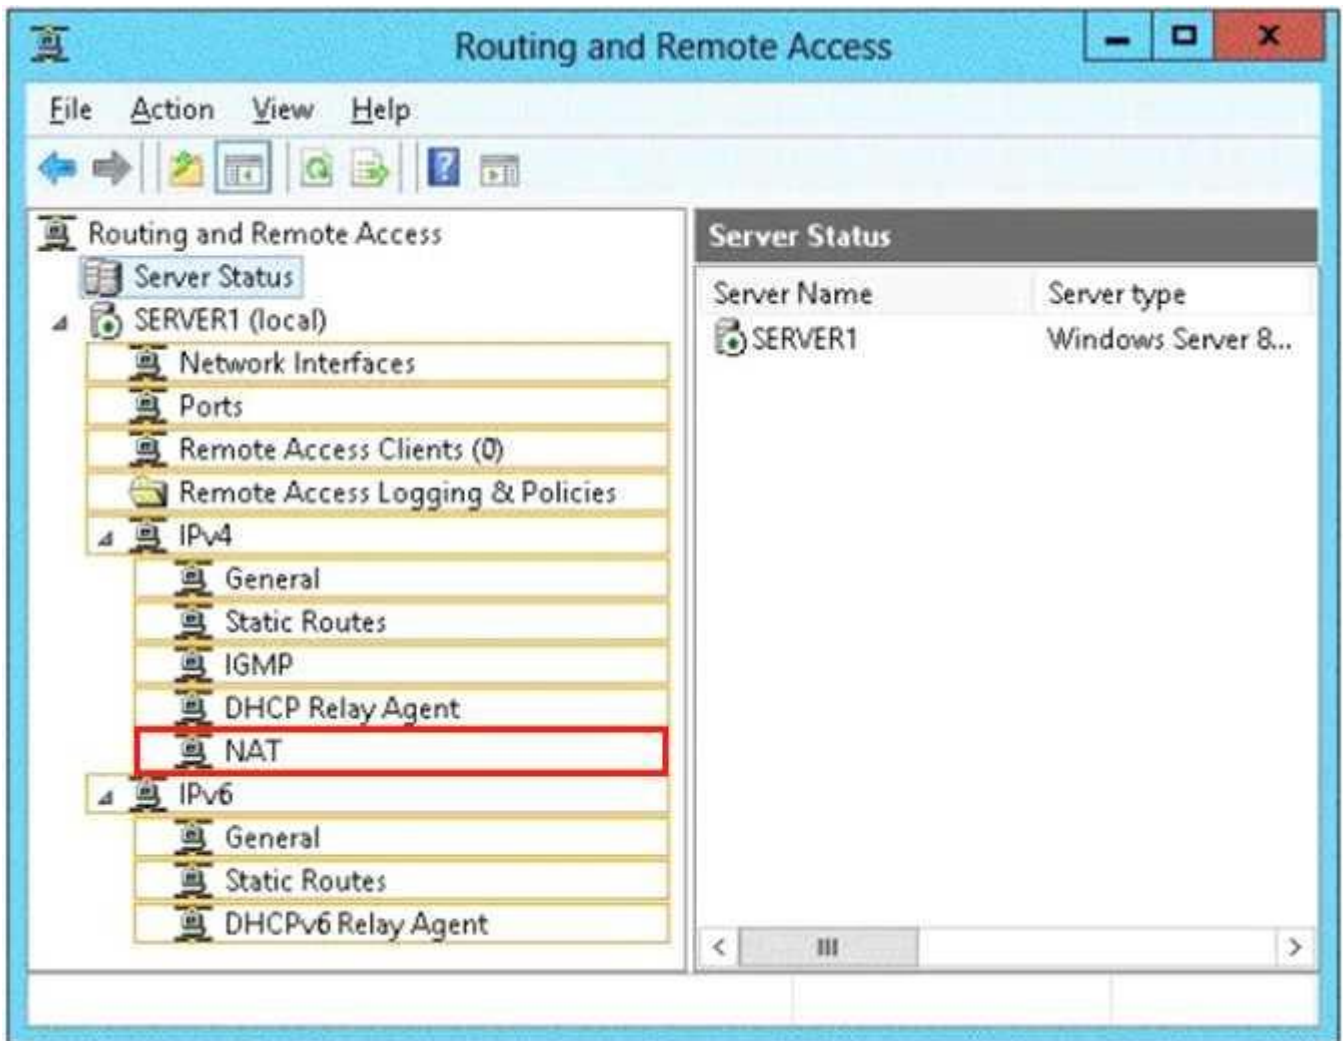 Routing and Remote Access
File Action View Help
Routing and Remote Access
Server Status
SERVER1 (local)
Network Interfaces
Ports
Remote Access Clients (0)
Remote Access Logging & Policies
IPv4
General
Static Routes
IGMP
DHCP Relay Agent
NAT
IPv6
General
Static Routes
DHCPv6 Relay Agent
Server Status
Server Name Server type
SERVER1 Windows Server 8...